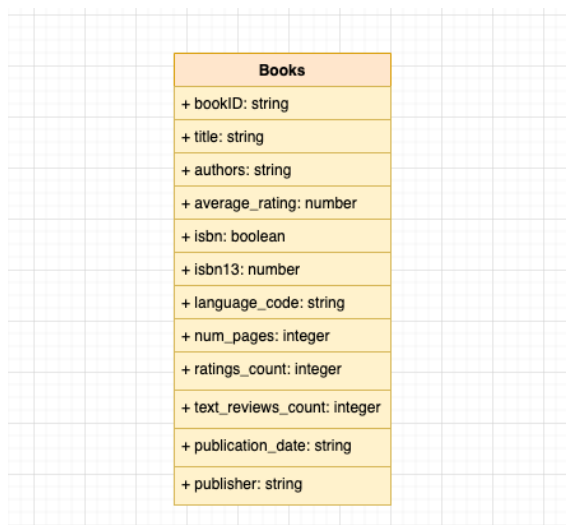 Books
+ bookID: string
+ title: string
+ authors: string
+ average_rating: number
+ isbn: boolean
+ isbn13: number
+ language_code: string
+ num_pages: integer
+ ratings_count: integer
+ text_reviews_count: integer
+ publication_date: string
+ publisher: string